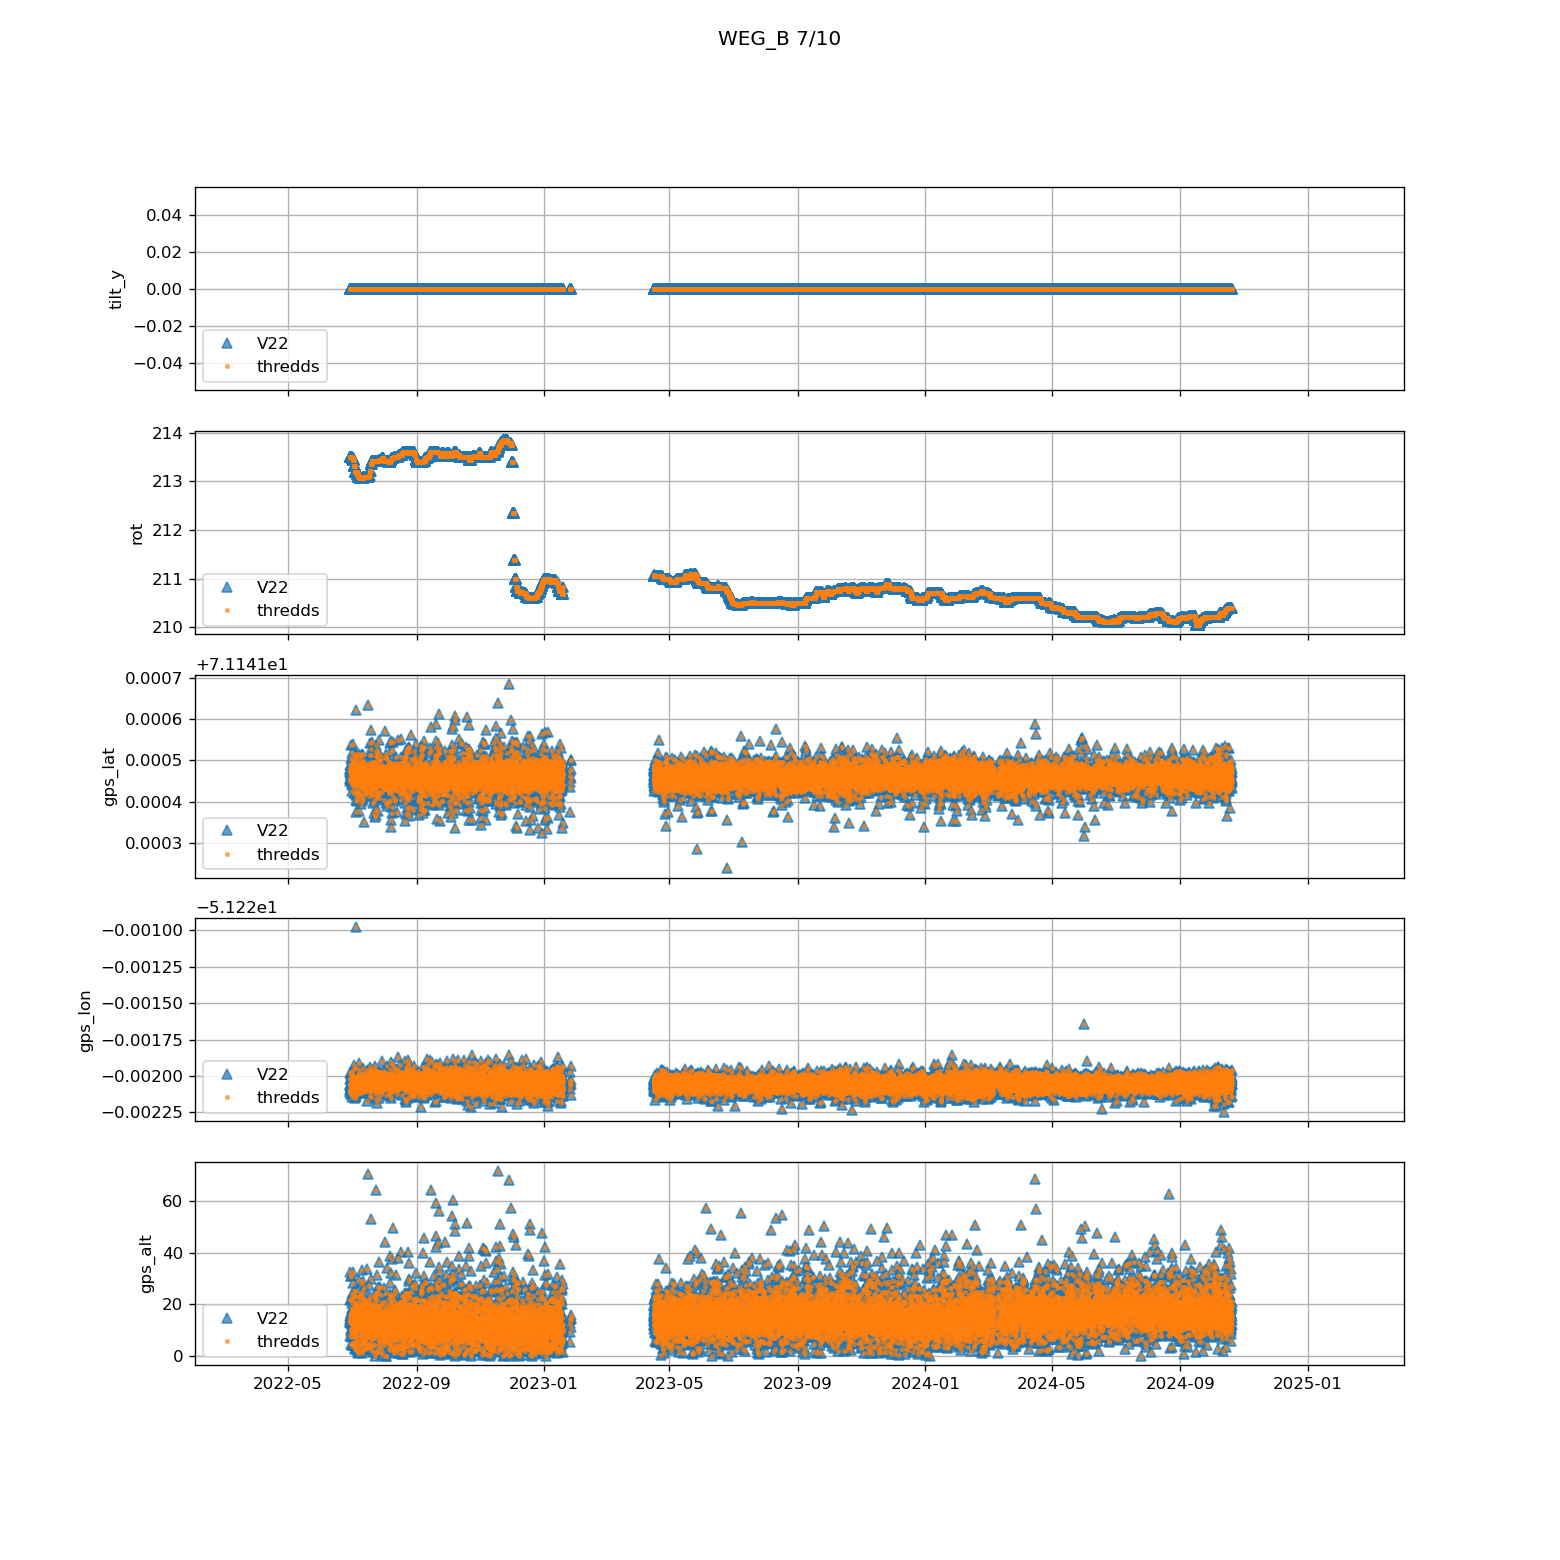 WEG_B 7/10
0.04
0.02
0.00
−0.02
−0.04
tilt_y
V22
thredds
214
213
212
211
210
rot
V22
thredds
+7.1141e1
0.0007
0.0006
0.0005
0.0004
0.0003
gps_lat
V22
thredds
−5.122e1
−0.00100
−0.00125
−0.00150
−0.00175
−0.00200
−0.00225
gps_lon
V22
thredds
60
40
20
0
gps_alt
V22
thredds
2022-05 2022-09 2023-01 2023-05 2023-09 2024-01 2024-05 2024-09 2025-01